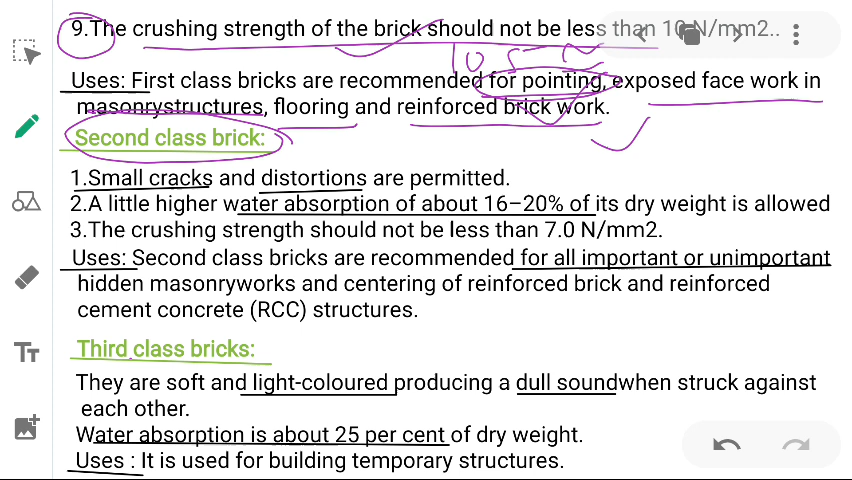 9.The crushing strength of the brick should not be less than 10 N/mm2..
10.5 N
Uses: First class bricks are recommended for pointing, exposed face work in
masonrystructures, flooring and reinforced brick work.
Second class brick:
1.Small cracks and distortions are permitted.
2.A little higher water absorption of about 16–20% of its dry weight is allowed
3.The crushing strength should not be less than 7.0 N/mm2.
Uses: Second class bricks are recommended for all important or unimportant
hidden masonryworks and centering of reinforced brick and reinforced
cement concrete (RCC) structures.
Third class bricks:
They are soft and light-coloured producing a dull soundwhen struck against
each other.
Water absorption is about 25 per cent of dry weight.
Uses : It is used for building temporary structures.
TT